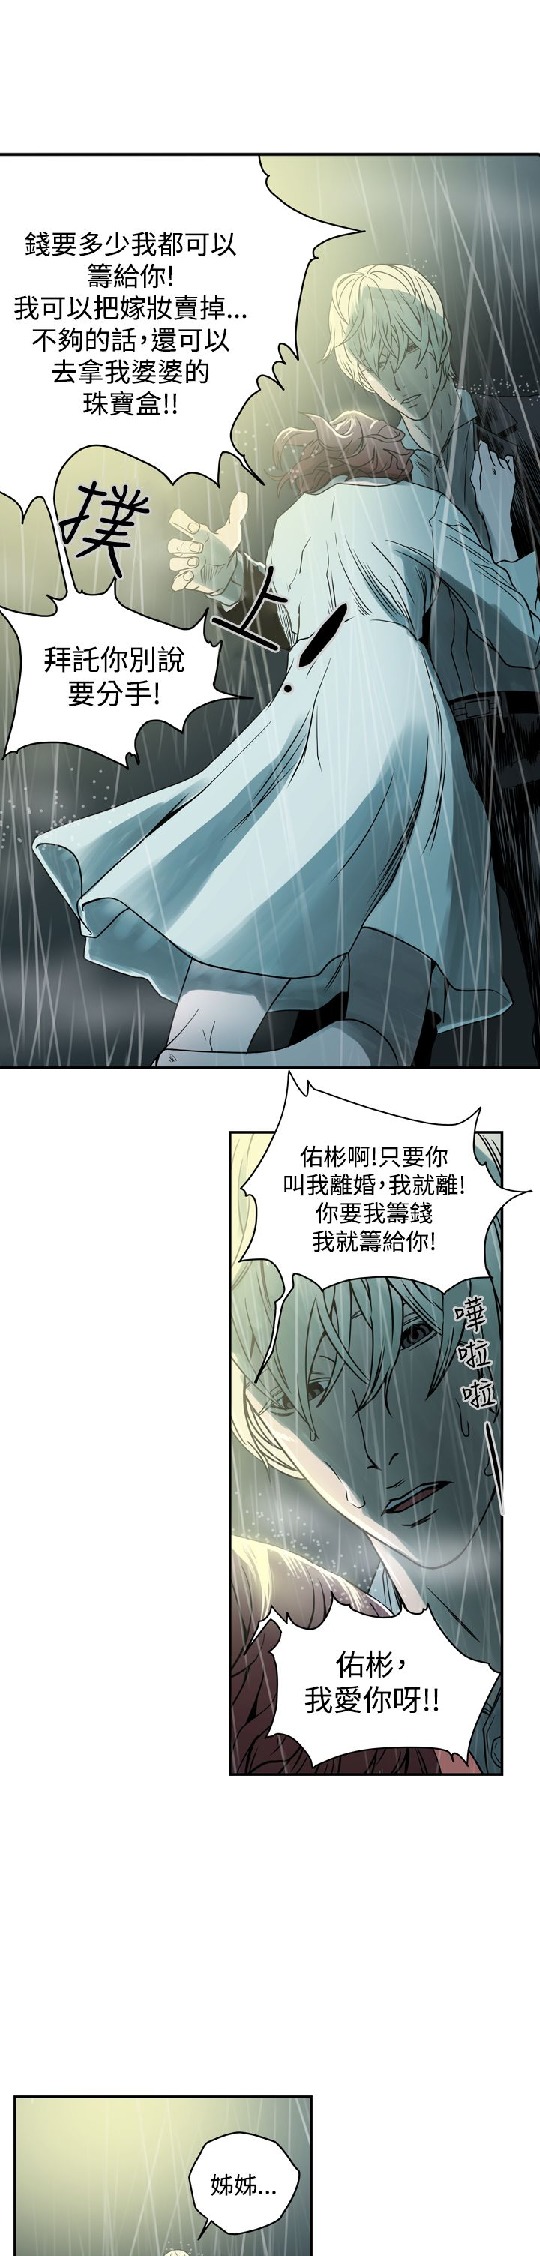 錢要多少我都可以
籌給你!
我可以把嫁妝賣掉...
不夠的話,還可以
去拿我婆婆的
珠寶盒!!
撲
上
拜託你別說
要分手!
佑彬啊!只要你
叫我離婚,我就離!
你要我籌錢
我就籌給你!
嘩
啦
啦
佑彬,
我愛你呀!!
姊姊...